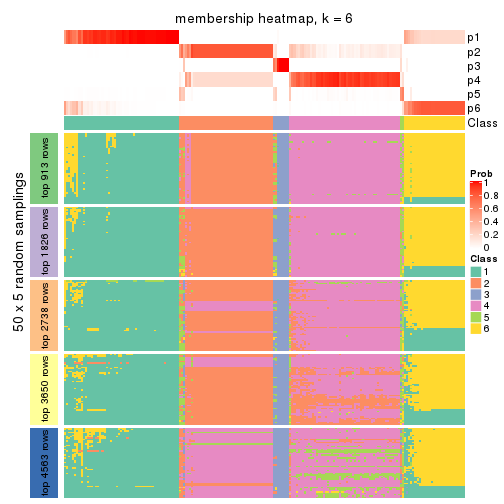 membership heatmap, k = 6
p1
p2
p3
p4
p5
p6
Class
50 x 5 random samplings
top 913 rows
top 1826 rows
top 2738 rows
top 3650 rows
top 4563 rows
Prob
1
0.8
0.6
0.4
0.2
0
Class
1
2
3
4
5
6